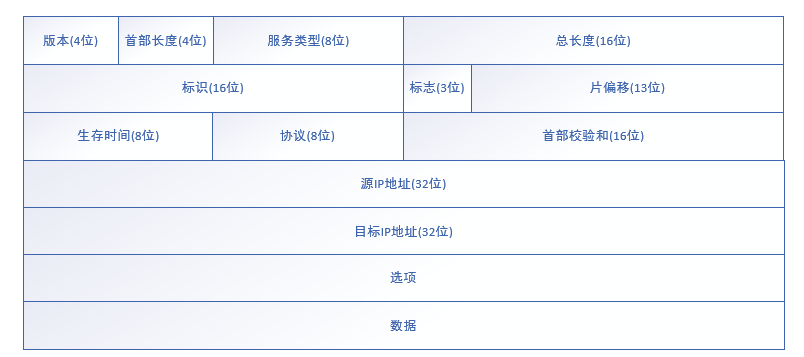 版本(4位) 首部长度(4位) 服务类型(8位) 总长度(16位)
标识(16位) 标志(3位) 片偏移(13位)
生存时间(8位) 协议(8位) 首部校验和(16位)
源IP地址(32位)
目标IP地址(32位)
选项
数据